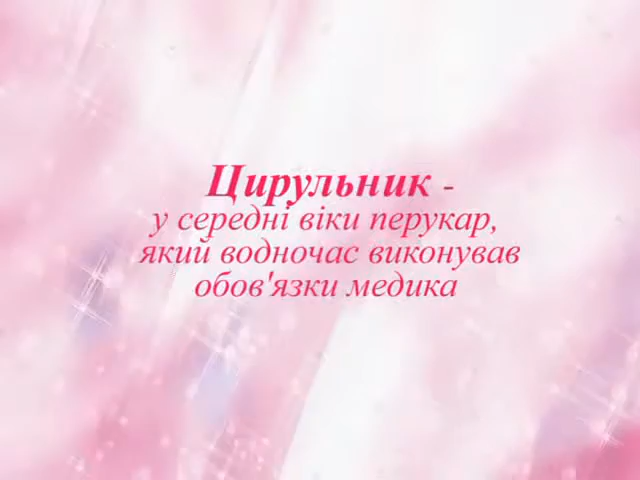 Цирульник -
у середні віки перукар,
який водночас виконував
обов'язки медика